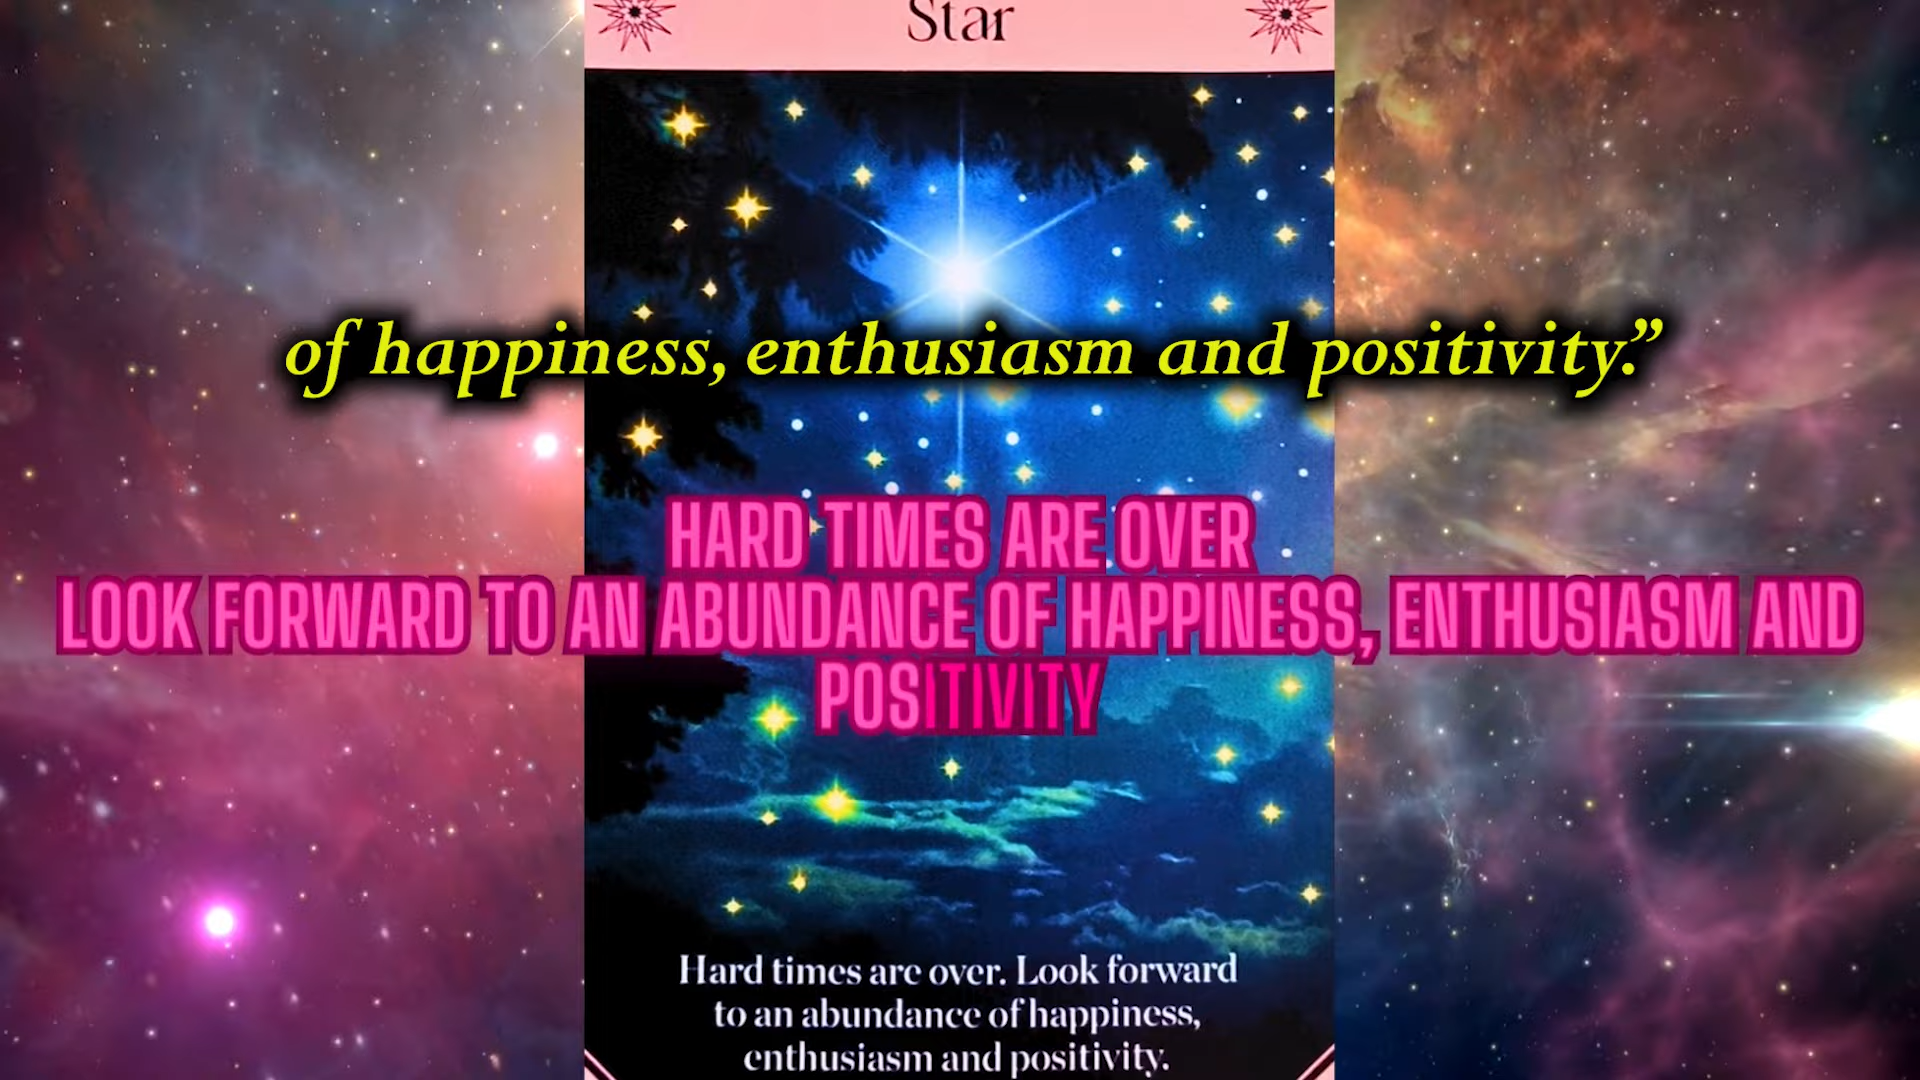 Star
of happiness, enthusiasm and positivity.”
HARD TIMES ARE OVER
LOOK FORWARD TO AN ABUNDANCE OF HAPPINESS, ENTHUSIASM AND
POSITIVITY
Hard times are over. Look forward
to an abundance of happiness,
enthusiasm and positivity.